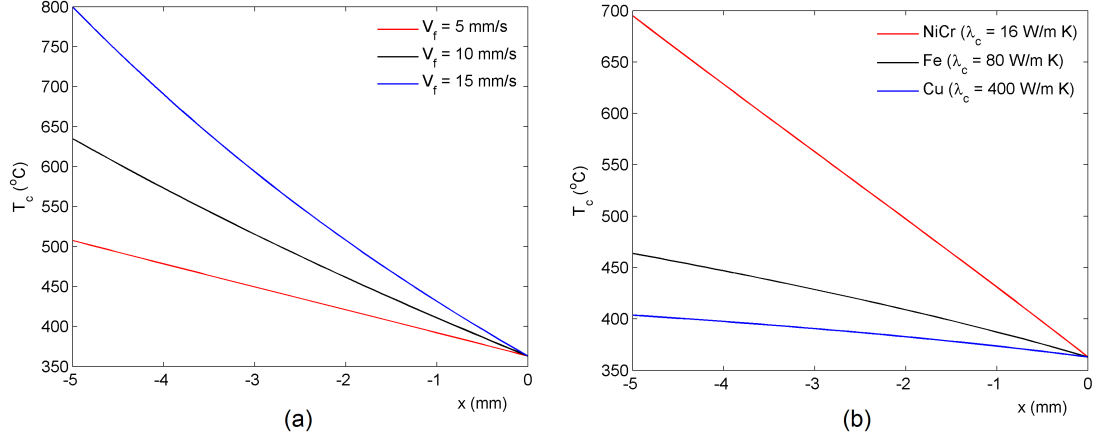 800
750
700
650
600
550
500
450
400
350
T_c (°C)
V_f = 5 mm/s
V_f = 10 mm/s
V_f = 15 mm/s
-5 -4 -3 -2 -1 0
x (mm)
(a)
700
650
600
550
500
450
400
350
T_c (°C)
NiCr (λ_c = 16 W/m K)
Fe (λ_c = 80 W/m K)
Cu (λ_c = 400 W/m K)
-5 -4 -3 -2 -1 0
x (mm)
(b)